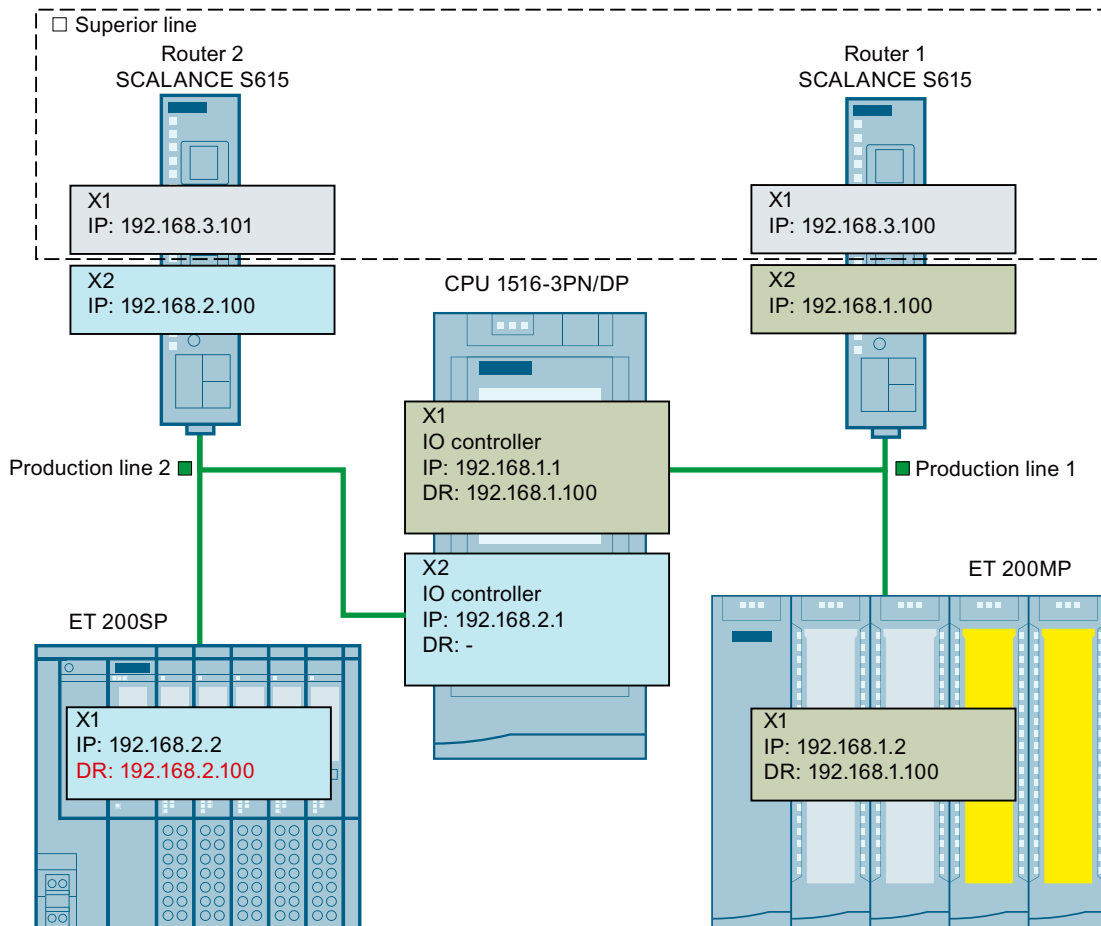 Superior line
Router 2
SCALANCE S615
Router 1
SCALANCE S615
X1
IP: 192.168.3.101
X1
IP: 192.168.3.100
X2
IP: 192.168.2.100
CPU 1516-3PN/DP
X2
IP: 192.168.1.100
X1
IO controller
IP: 192.168.1.1
DR: 192.168.1.100
Production line 2
Production line 1
X2
IO controller
IP: 192.168.2.1
DR: -
ET 200SP
ET 200MP
X1
IP: 192.168.2.2
DR: 192.168.2.100
X1
IP: 192.168.1.2
DR: 192.168.1.100